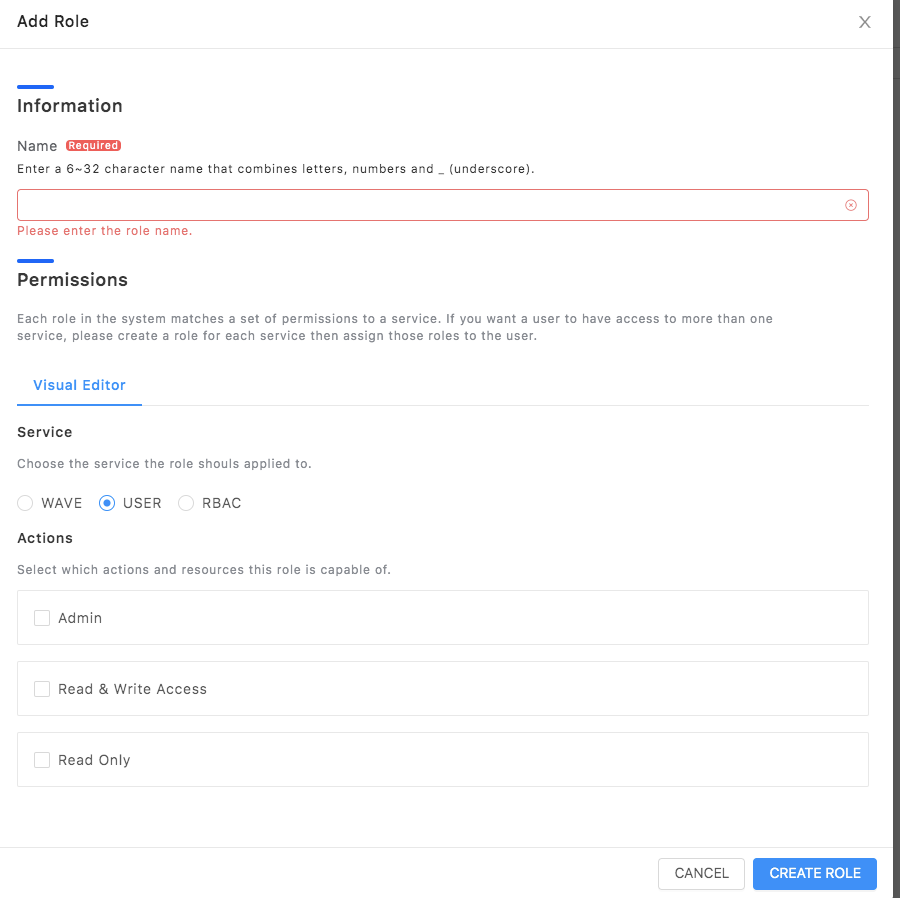 Add Role
Information
Name Required
Enter a 6~32 character name that combines letters, numbers and _ (underscore).
Please enter the role name.
Permissions
Each role in the system matches a set of permissions to a service. If you want a user to have access to more than one
service, please create a role for each service then assign those roles to the user.
Visual Editor
Service
Choose the service the role shouls applied to.
WAVE USER RBAC
Actions
Select which actions and resources this role is capable of.
Admin
Read & Write Access
Read Only
CANCEL CREATE ROLE